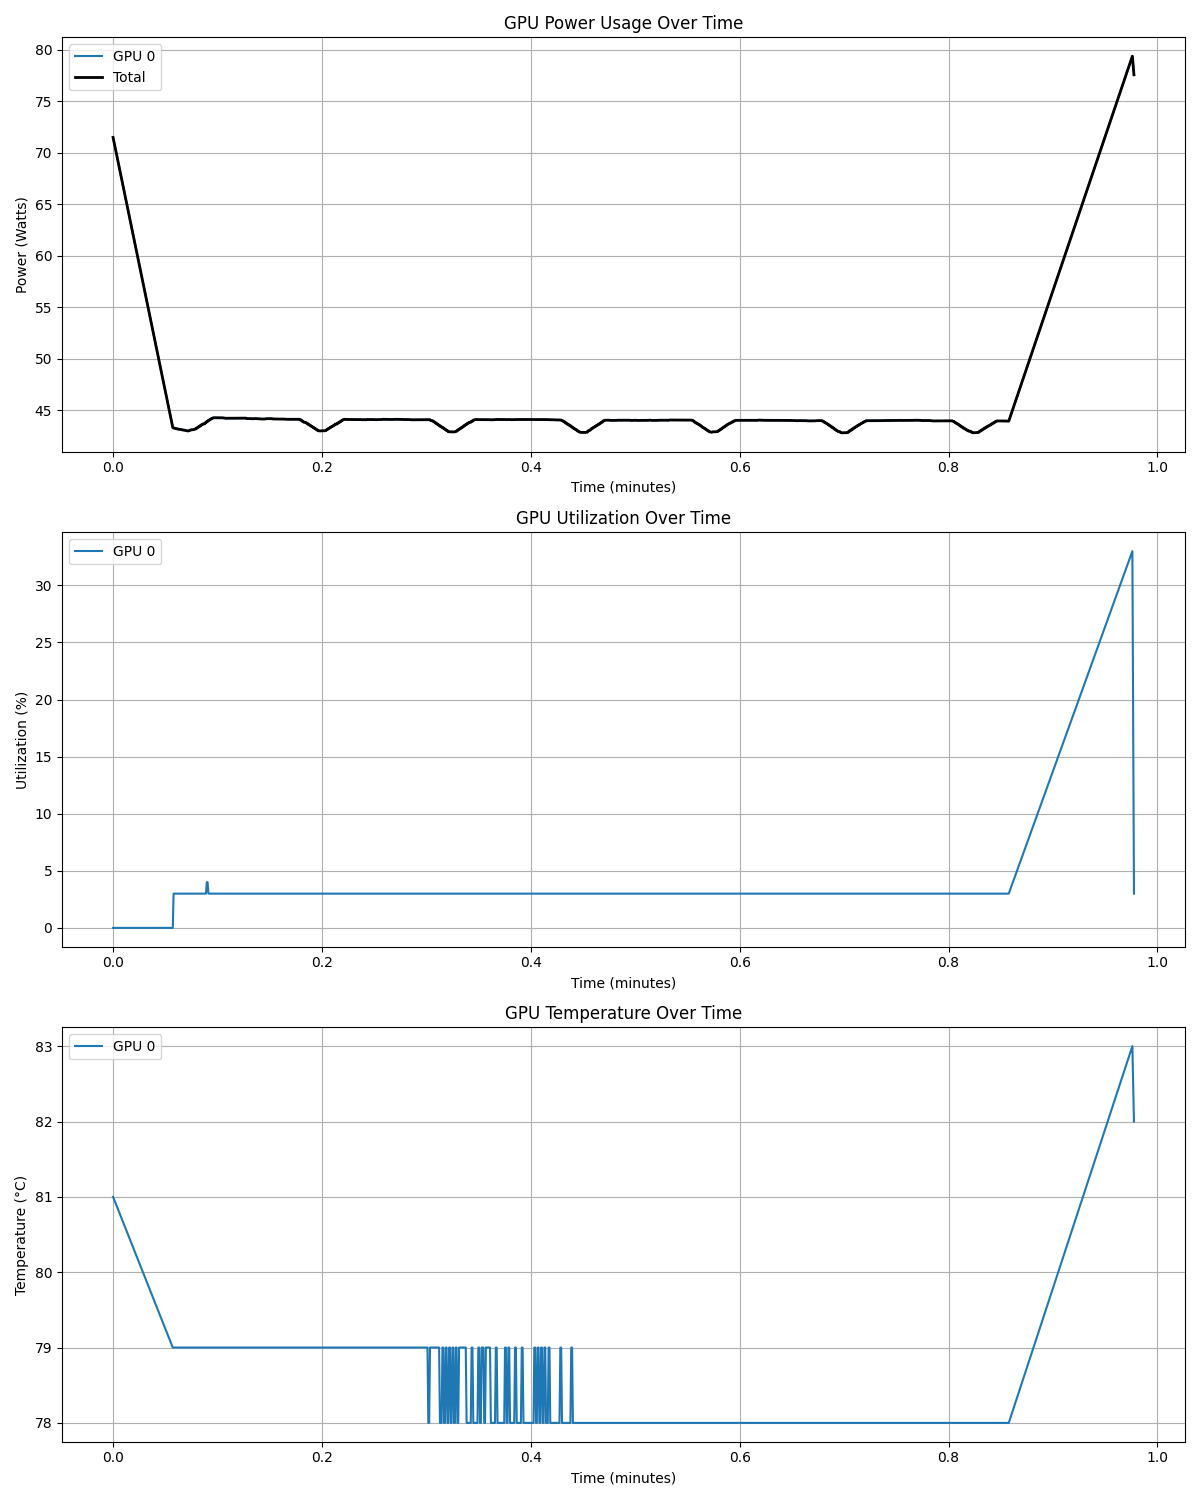 GPU Power Usage Over Time
GPU 0
Total
80
75
70
65
60
55
50
45
Power (Watts)
0.0 0.2 0.4 0.6 0.8 1.0
Time (minutes)
GPU Utilization Over Time
GPU 0
30
25
20
15
10
5
0
Utilization (%)
0.0 0.2 0.4 0.6 0.8 1.0
Time (minutes)
GPU Temperature Over Time
GPU 0
83
82
81
80
79
78
Temperature (°C)
0.0 0.2 0.4 0.6 0.8 1.0
Time (minutes)